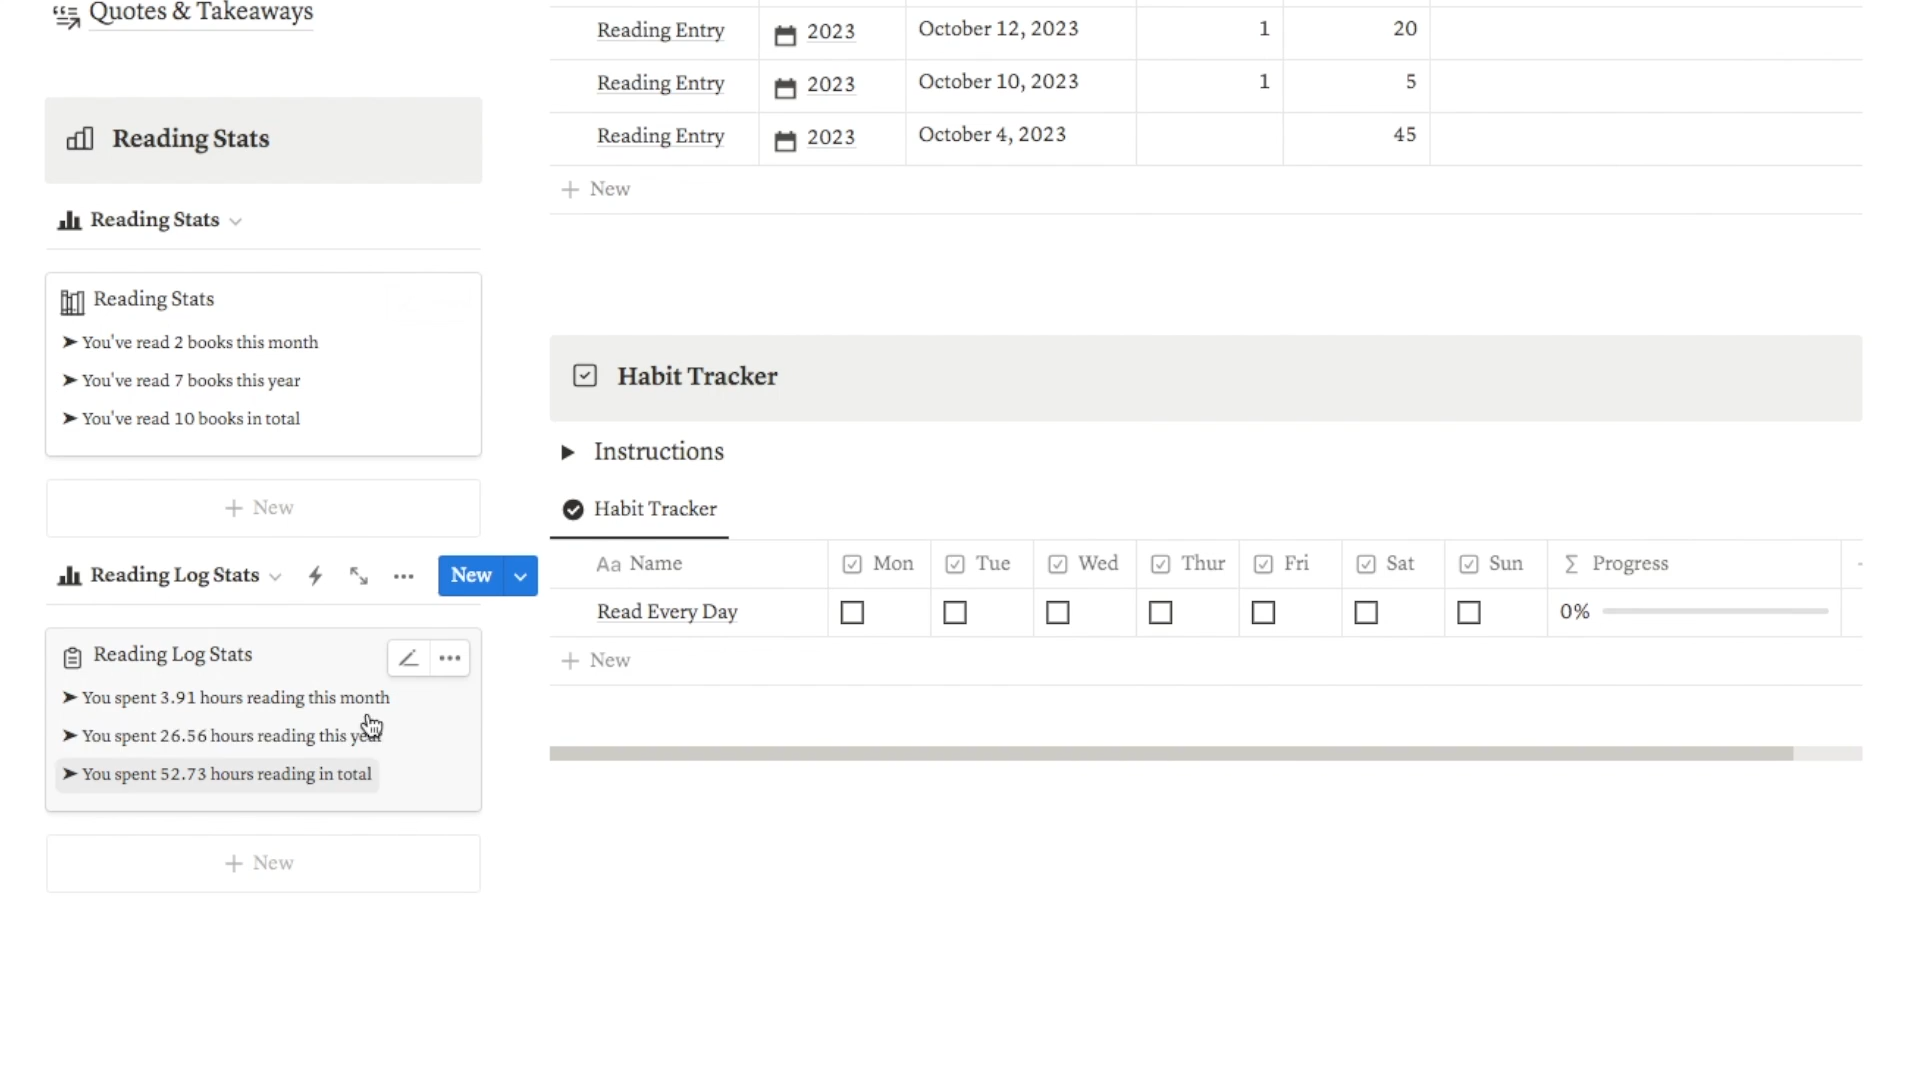 Quotes & Takeaways
Reading Stats
Reading Stats
Reading Stats
➤ You've read 2 books this month
➤ You've read 7 books this year
➤ You've read 10 books in total
+ New
Reading Log Stats
New
Reading Log Stats
➤ You spent 3.91 hours reading this month
➤ You spent 26.56 hours reading this year
➤ You spent 52.73 hours reading in total
+ New
Reading Entry 2023 October 12, 2023 1 20
Reading Entry 2023 October 10, 2023 1 5
Reading Entry 2023 October 4, 2023 45
+ New
Habit Tracker
Instructions
Habit Tracker
Aa Name Mon Tue Wed Thur Fri Sat Sun Σ Progress
Read Every Day 0%
+ New